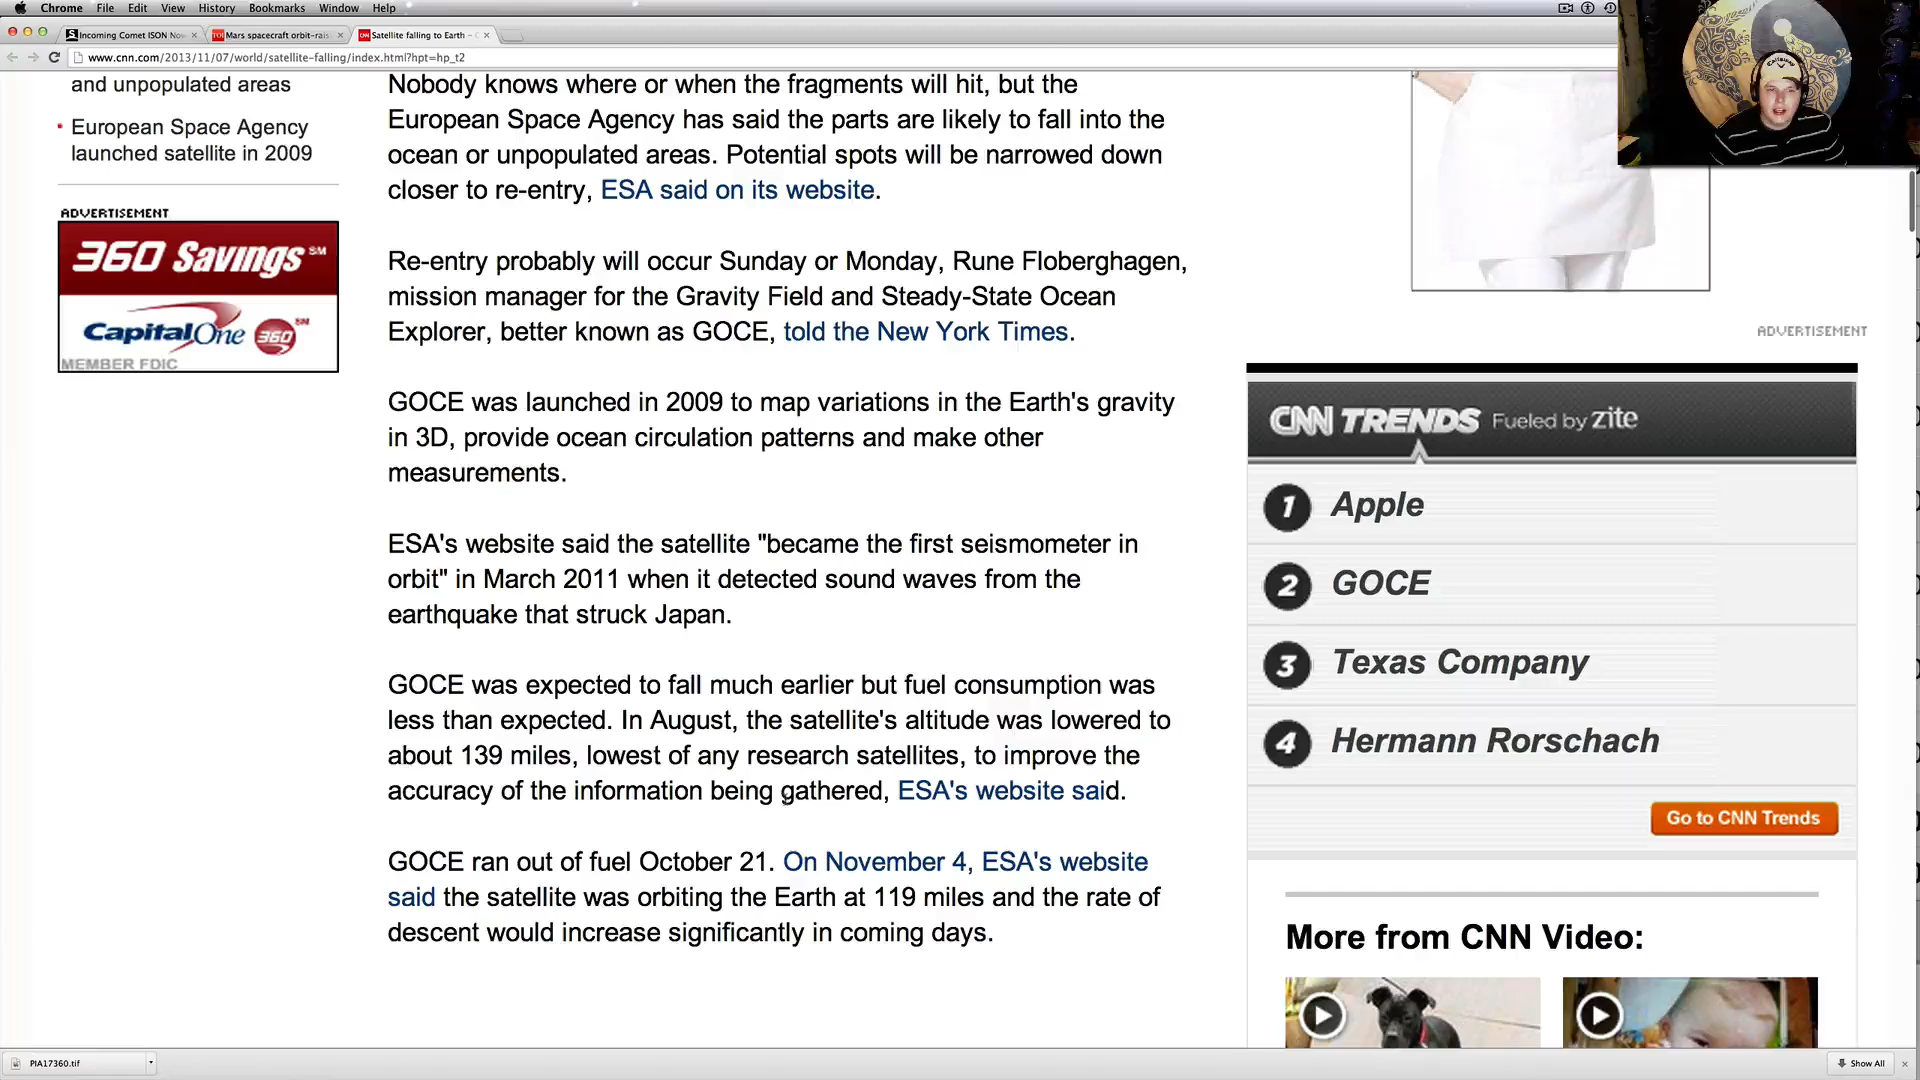 Chrome File Edit View History Bookmarks Window Help
Incoming Comet ISON Now
Mars spacecraft orbit-rais
Satellite falling to Earth - C
www.cnn.com/2013/11/07/world/satellite-falling/index.html?hpt=hp_t2
and unpopulated areas
European Space Agency
launched satellite in 2009
ADVERTISEMENT
360 Savings SM
Capital One 360 SM
MEMBER FDIC
Nobody knows where or when the fragments will hit, but the
European Space Agency has said the parts are likely to fall into the
ocean or unpopulated areas. Potential spots will be narrowed down
closer to re-entry, ESA said on its website.
Re-entry probably will occur Sunday or Monday, Rune Floberghagen,
mission manager for the Gravity Field and Steady-State Ocean
Explorer, better known as GOCE, told the New York Times.
GOCE was launched in 2009 to map variations in the Earth's gravity
in 3D, provide ocean circulation patterns and make other
measurements.
ESA's website said the satellite "became the first seismometer in
orbit" in March 2011 when it detected sound waves from the
earthquake that struck Japan.
GOCE was expected to fall much earlier but fuel consumption was
less than expected. In August, the satellite's altitude was lowered to
about 139 miles, lowest of any research satellites, to improve the
accuracy of the information being gathered, ESA's website said.
GOCE ran out of fuel October 21. On November 4, ESA's website
said the satellite was orbiting the Earth at 119 miles and the rate of
descent would increase significantly in coming days.
ADVERTISEMENT
CNN TRENDS Fueled by zite
1 Apple
2 GOCE
3 Texas Company
4 Hermann Rorschach
Go to CNN Trends
More from CNN Video:
PIA17360.tif
Show All